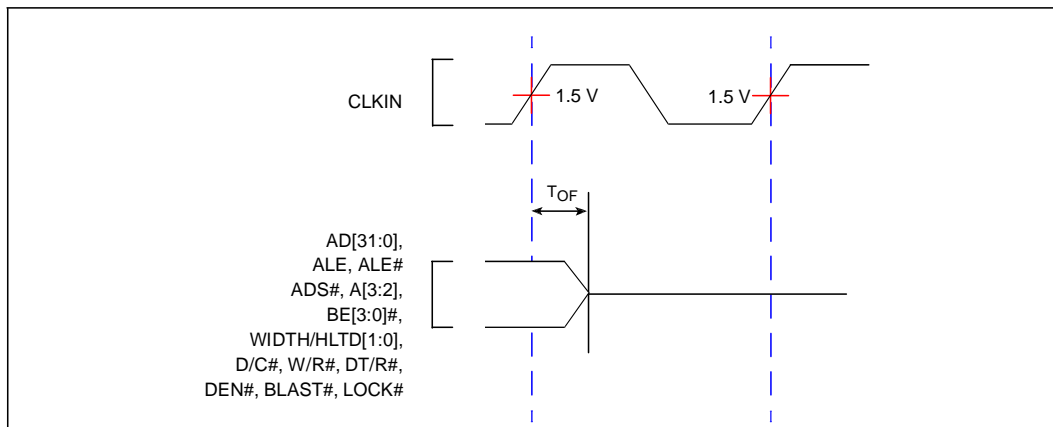 CLKIN
1.5 V
1.5 V
TOF
AD[31:0],
ALE, ALE#
ADS#, A[3:2],
BE[3:0]#,
WIDTH/HLTD[1:0],
D/C#, W/R#, DT/R#,
DEN#, BLAST#, LOCK#